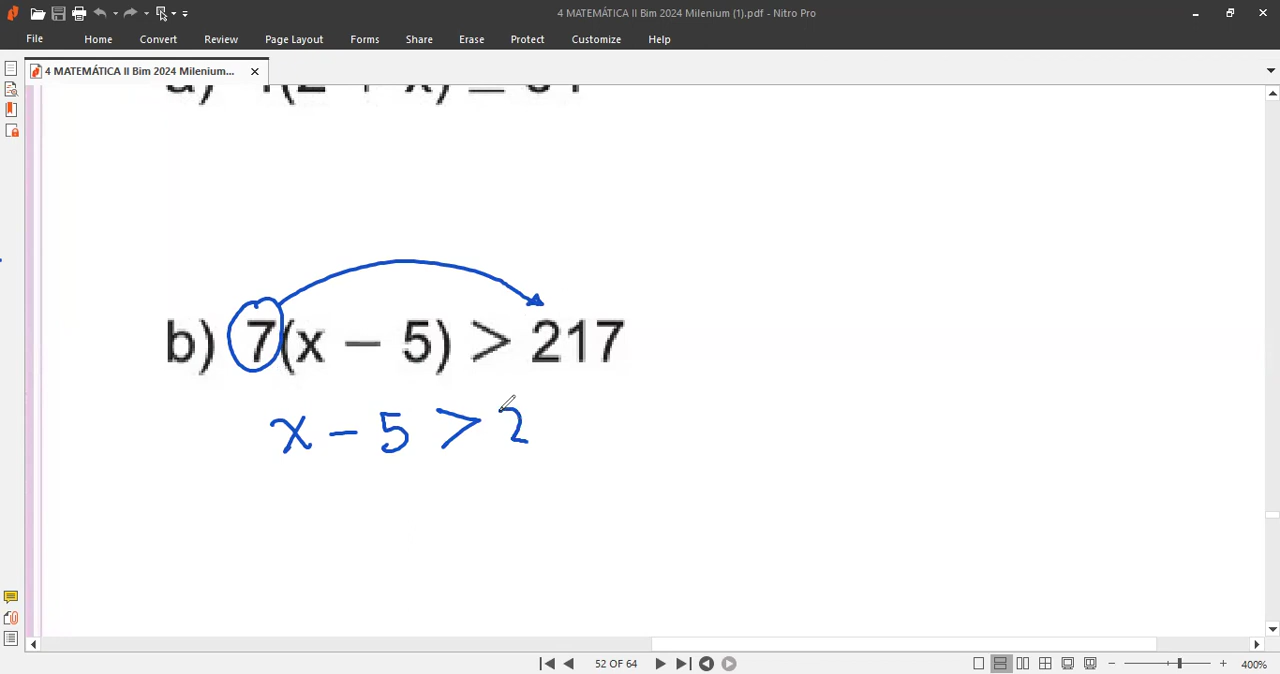 4 MATEMÁTICA II Bim 2024 Milenium (1).pdf - Nitro Pro
File Home Convert Review Page Layout Forms Share Erase Protect Customize Help
4 MATEMÁTICA II Bim 2024 Milenium...
b) 7(x – 5) > 217
x - 5 > 2
52 OF 64
400%